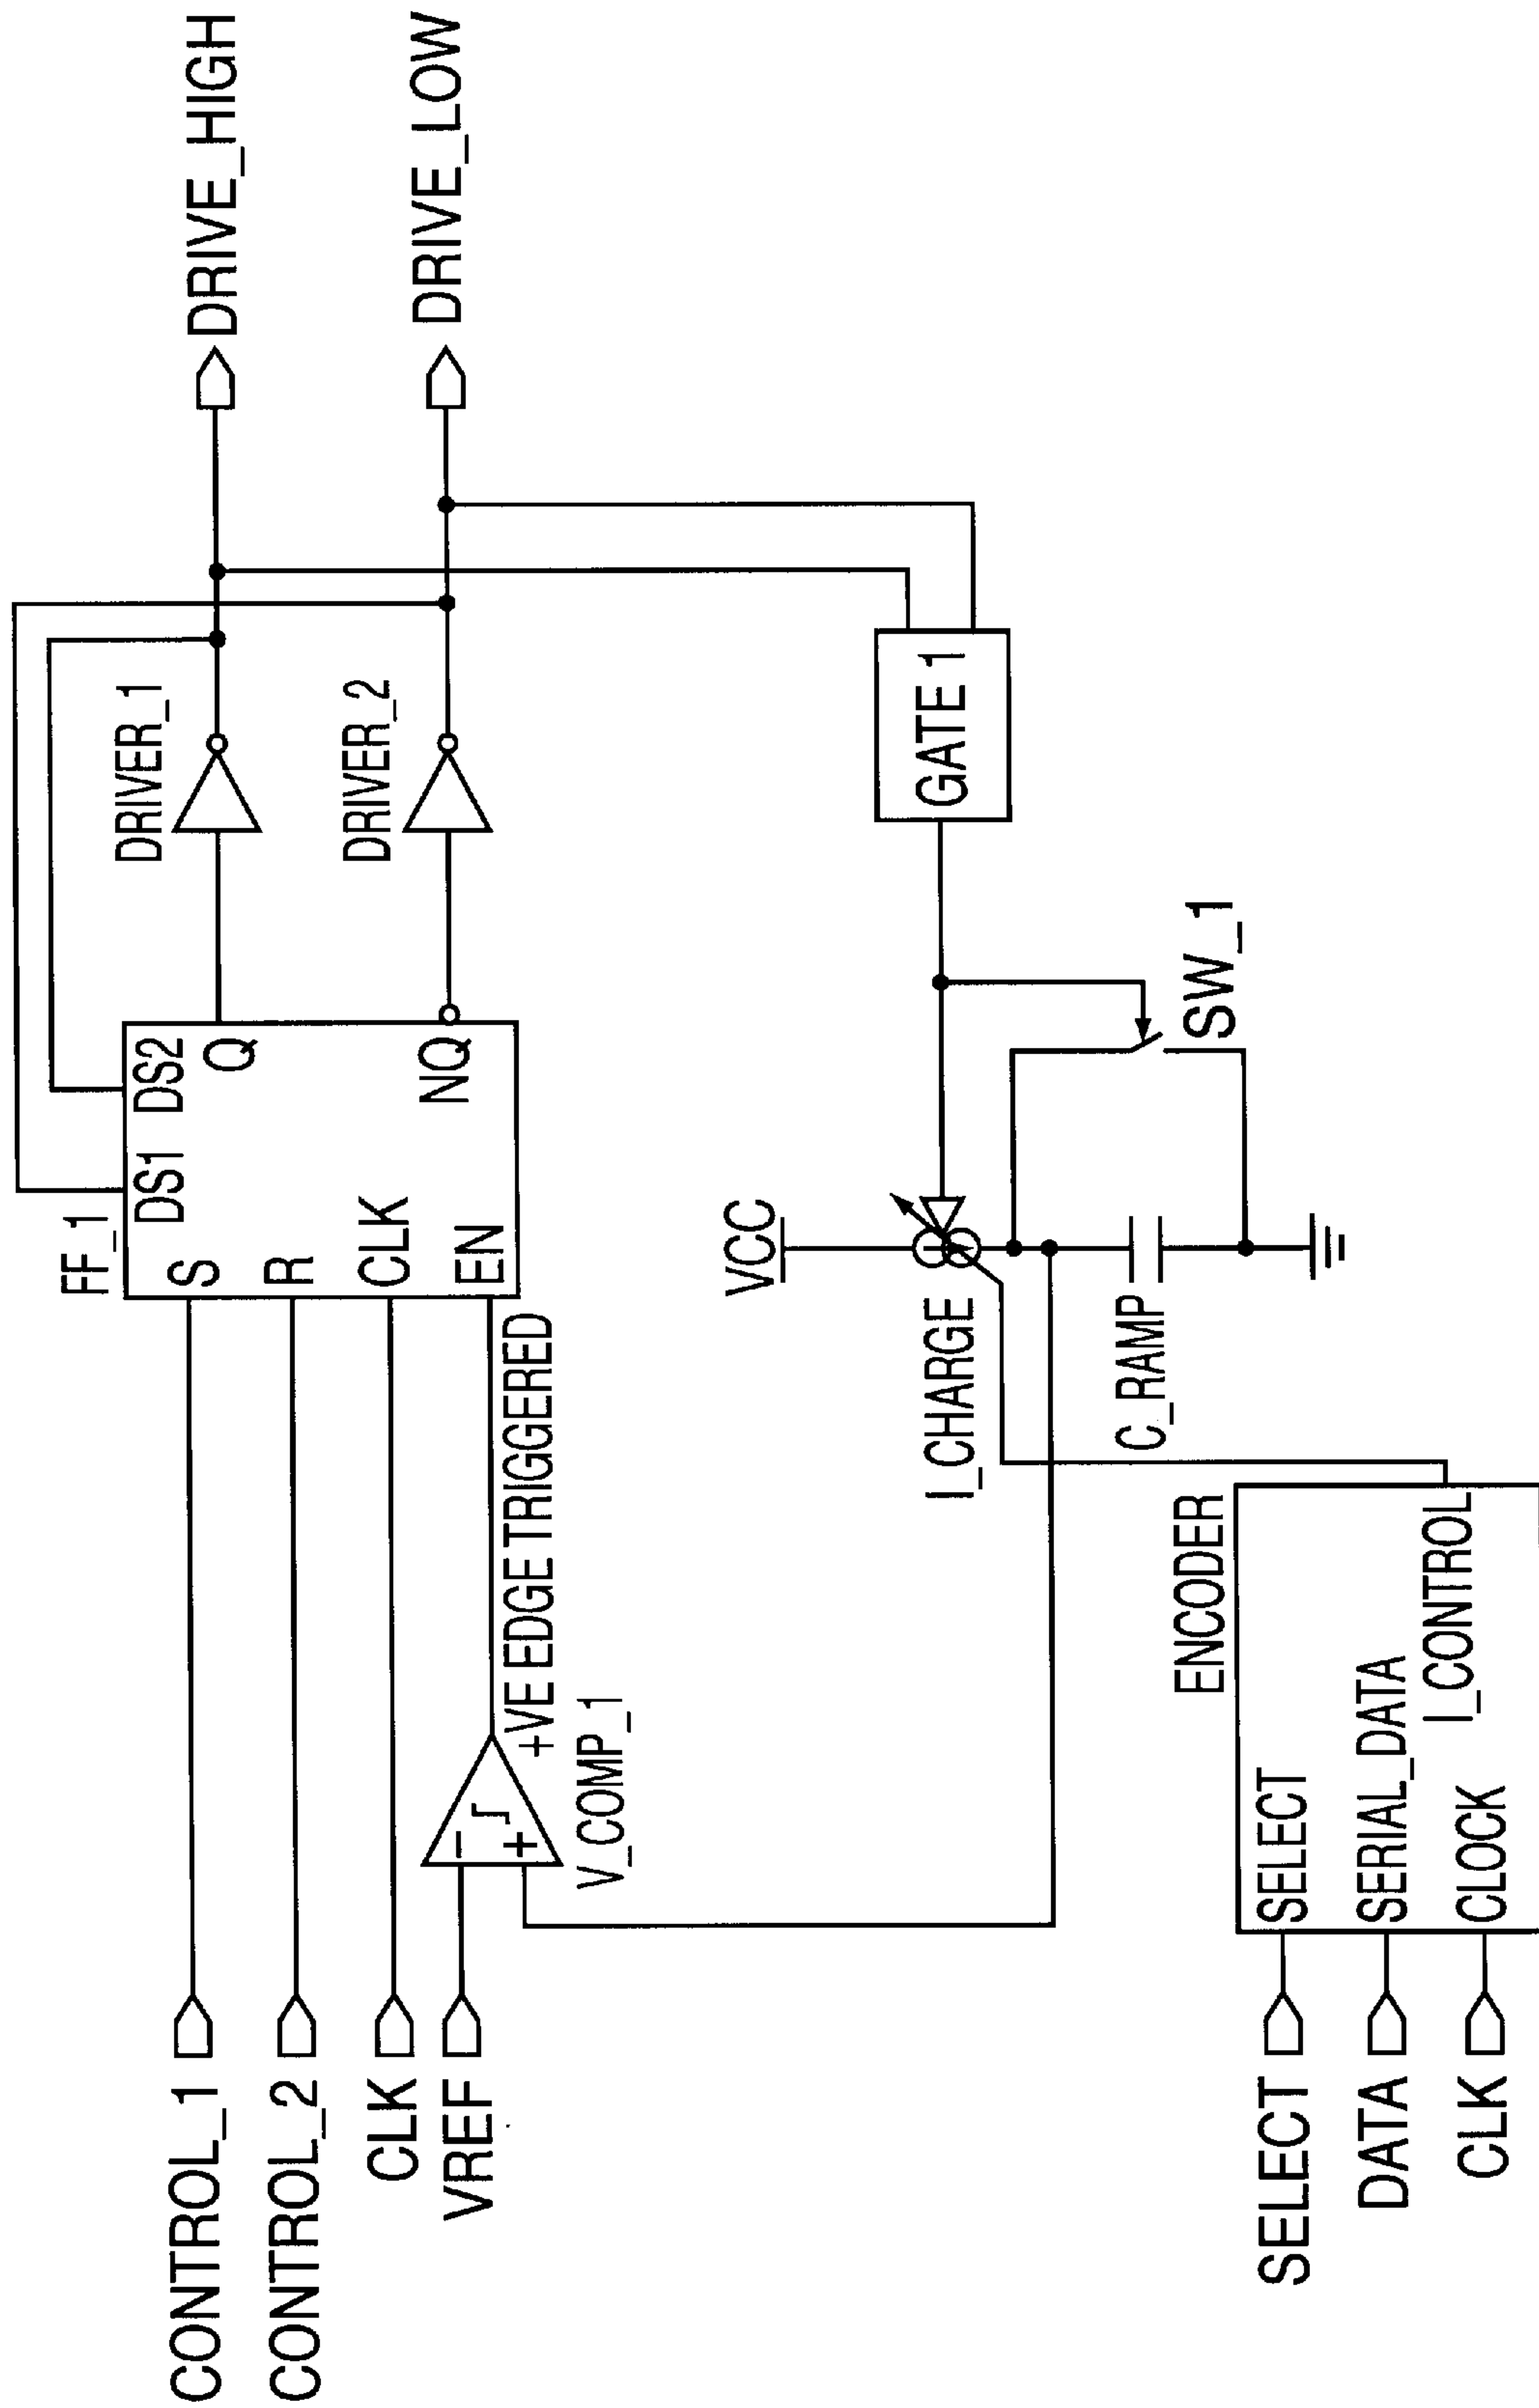 CONTROL_1
CONTROL_2
CLK
VREF
FF_1
S
R
CLK
EN
DS1
DS2
Q
NQ
DRIVER_1
DRIVER_2
DRIVE_HIGH
DRIVE_LOW
+VE EDGE TRIGGERED
-
+
V_COMP_1
VCC
I_CHARGE
C_RAMP
GATE 1
SW_1
ENCODER
SELECT
SERIAL_DATA
I_CONTROL
CLOCK
SELECT
DATA
CLK